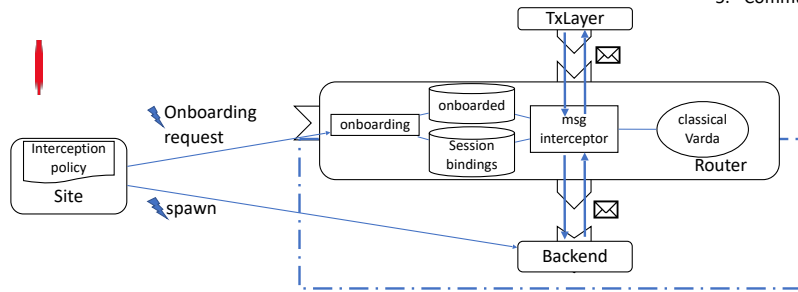 TxLayer
Onboarding
request
onboarded
onboarding
msg
interceptor
classical
Varda
Session
bindings
Router
Interception
policy
Site
spawn
Backend